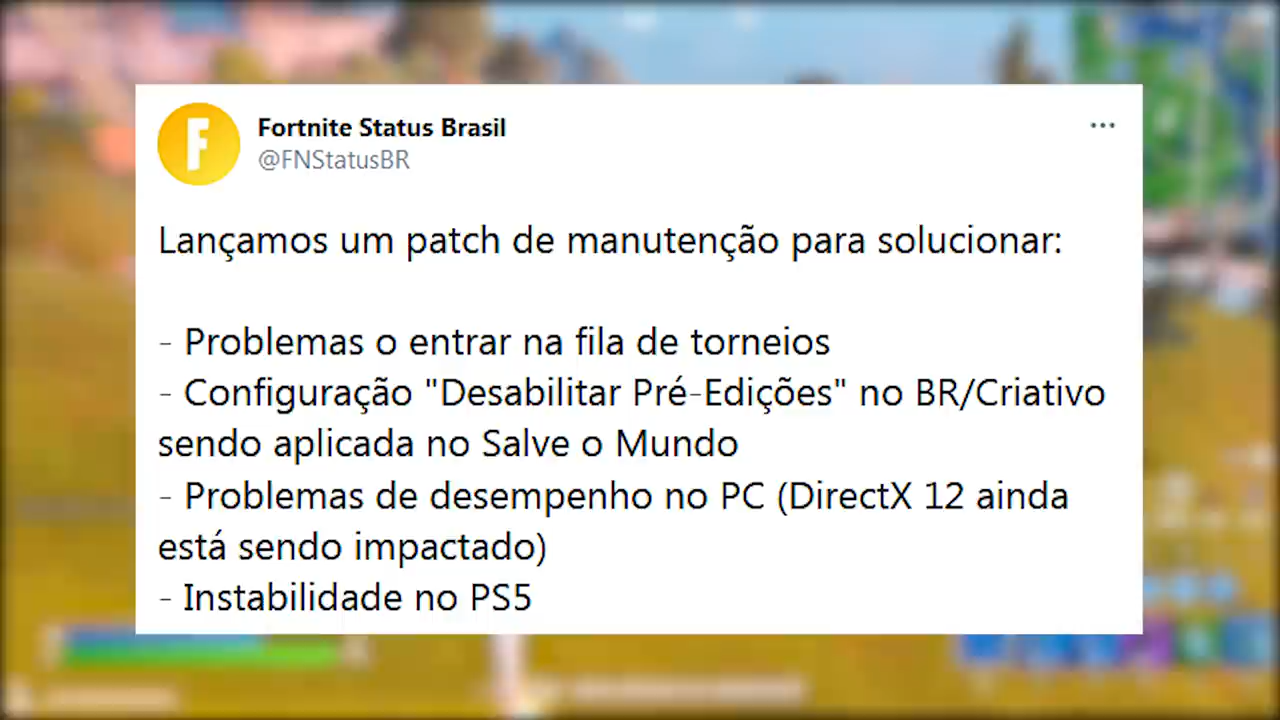 F
Fortnite Status Brasil
@FNStatusBR
Lançamos um patch de manutenção para solucionar:
- Problemas o entrar na fila de torneios
- Configuração "Desabilitar Pré-Edições" no BR/Criativo
sendo aplicada no Salve o Mundo
- Problemas de desempenho no PC (DirectX 12 ainda
está sendo impactado)
- Instabilidade no PS5